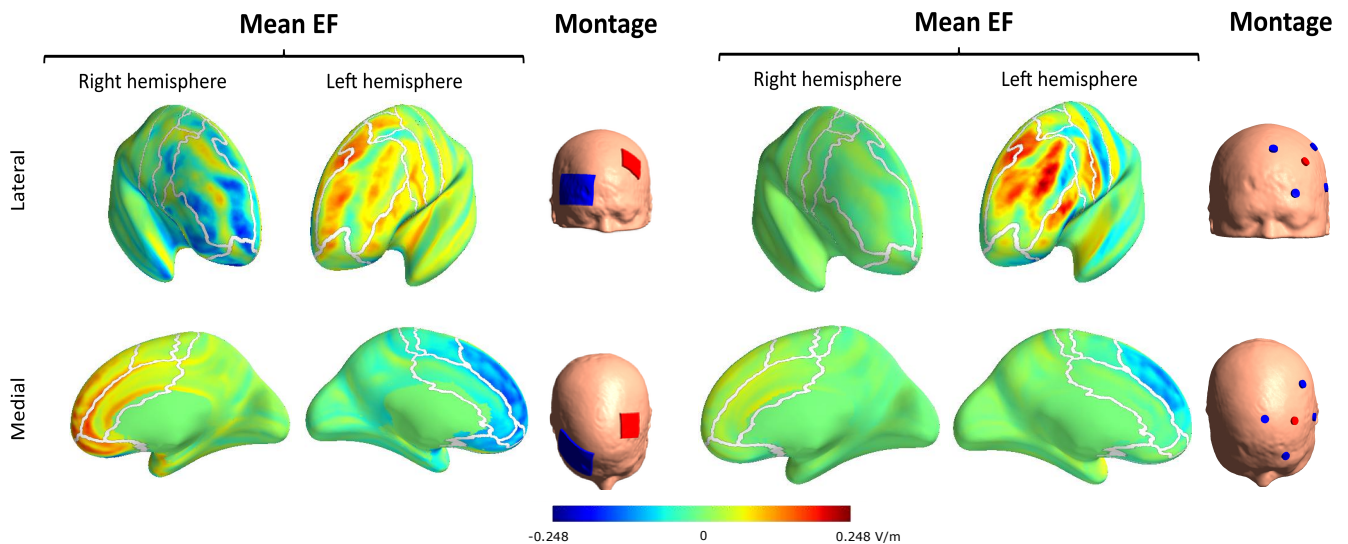 Mean EF
Montage
Mean EF
Montage
Right hemisphere
Left hemisphere
Right hemisphere
Left hemisphere
Lateral
Medial
-0.248
0
0.248 V/m